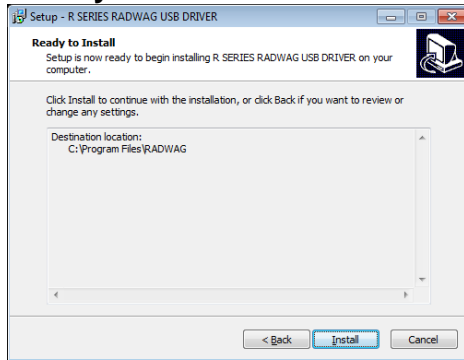 Setup - R SERIES RADWAG USB DRIVER
Ready to Install
Setup is now ready to begin installing R SERIES RADWAG USB DRIVER on your
computer.
Click Install to continue with the installation, or click Back if you want to review or
change any settings.
Destination location:
C:\Program Files\RADWAG
< Back
Install
Cancel